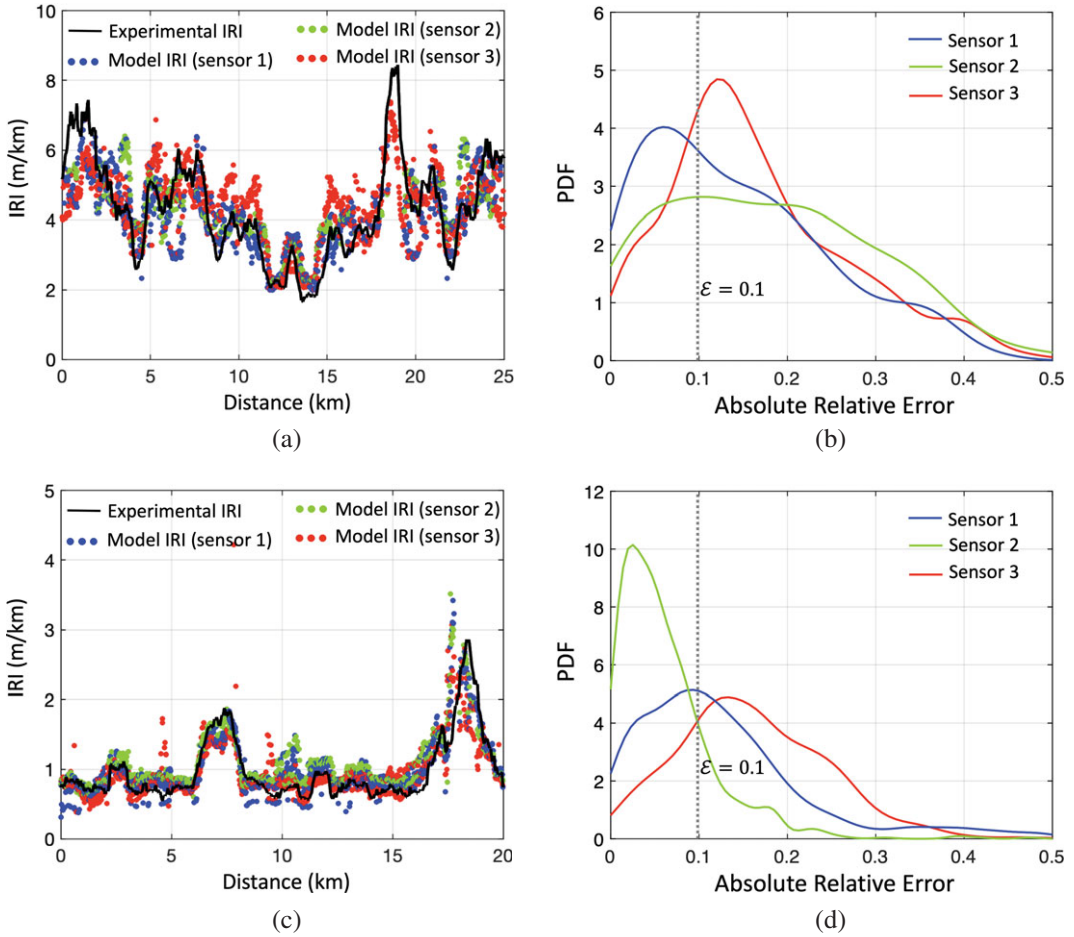 IRI (m/km)
10
8
6
4
2
0
Experimental IRI
Model IRI (sensor 1)
Model IRI (sensor 2)
Model IRI (sensor 3)
0 5 10 15 20 25
Distance (km)
(a)
PDF
6
5
4
3
2
1
0
Sensor 1
Sensor 2
Sensor 3
ℰ = 0.1
0 0.1 0.2 0.3 0.4 0.5
Absolute Relative Error
(b)
IRI (m/km)
5
4
3
2
1
0
Experimental IRI
Model IRI (sensor 1)
Model IRI (sensor 2)
Model IRI (sensor 3)
0 5 10 15 20
Distance (km)
(c)
PDF
12
10
8
6
4
2
0
Sensor 1
Sensor 2
Sensor 3
ℰ = 0.1
0 0.1 0.2 0.3 0.4 0.5
Absolute Relative Error
(d)